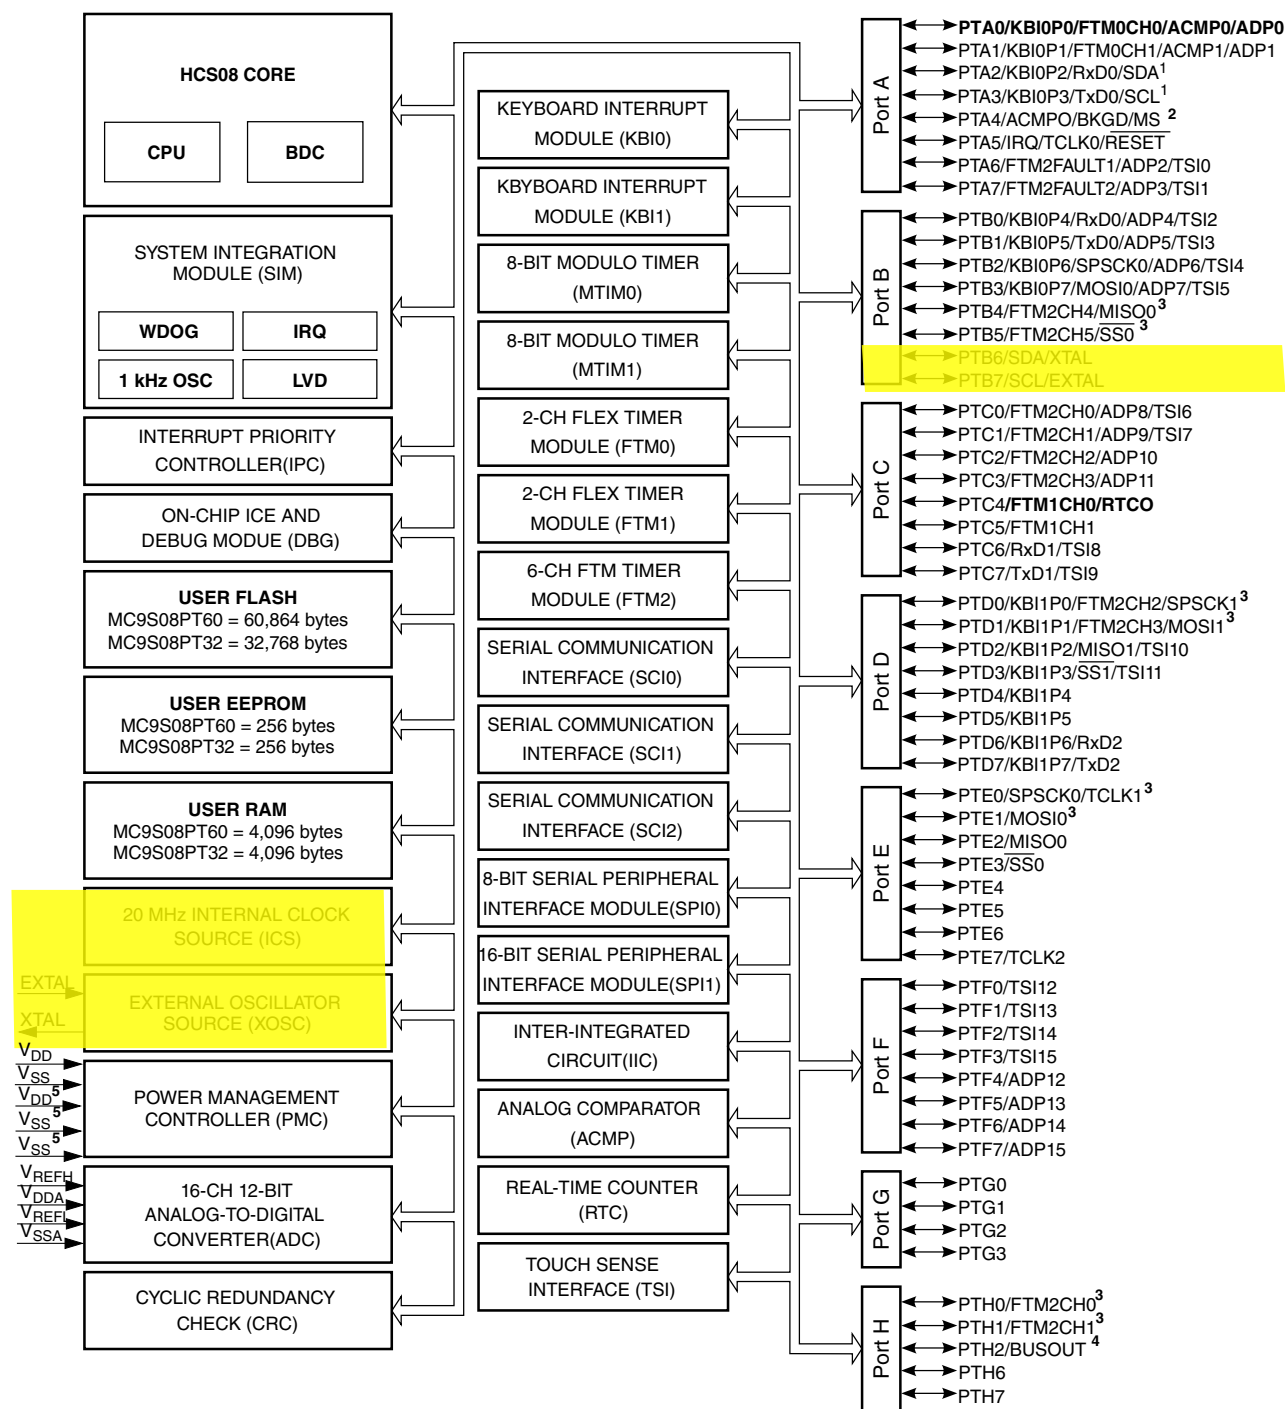 HCS08 CORE
CPU
BDC
SYSTEM INTEGRATION
MODULE (SIM)
WDOG
IRQ
1 kHz OSC
LVD
INTERRUPT PRIORITY
CONTROLLER(IPC)
ON-CHIP ICE AND
DEBUG MODUE (DBG)
USER FLASH
MC9S08PT60 = 60,864 bytes
MC9S08PT32 = 32,768 bytes
USER EEPROM
MC9S08PT60 = 256 bytes
MC9S08PT32 = 256 bytes
USER RAM
MC9S08PT60 = 4,096 bytes
MC9S08PT32 = 4,096 bytes
20 MHz INTERNAL CLOCK
SOURCE (ICS)
EXTAL
XTAL
EXTERNAL OSCILLATOR
SOURCE (XOSC)
VDD
VSS
VDD5
VSS5
VSS5
POWER MANAGEMENT
CONTROLLER (PMC)
VREFH
VDDA
VREFL
VSSA
16-CH 12-BIT
ANALOG-TO-DIGITAL
CONVERTER(ADC)
CYCLIC REDUNDANCY
CHECK (CRC)
KEYBOARD INTERRUPT
MODULE (KBI0)
KBYBOARD INTERRUPT
MODULE (KBI1)
8-BIT MODULO TIMER
(MTIM0)
8-BIT MODULO TIMER
(MTIM1)
2-CH FLEX TIMER
MODULE (FTM0)
2-CH FLEX TIMER
MODULE (FTM1)
6-CH FTM TIMER
MODULE (FTM2)
SERIAL COMMUNICATION
INTERFACE (SCI0)
SERIAL COMMUNICATION
INTERFACE (SCI1)
SERIAL COMMUNICATION
INTERFACE (SCI2)
8-BIT SERIAL PERIPHERAL
INTERFACE MODULE(SPI0)
16-BIT SERIAL PERIPHERAL
INTERFACE MODULE(SPI1)
INTER-INTEGRATED
CIRCUIT(IIC)
ANALOG COMPARATOR
(ACMP)
REAL-TIME COUNTER
(RTC)
TOUCH SENSE
INTERFACE (TSI)
Port A
PTA0/KBI0P0/FTM0CH0/ACMP0/ADP0
PTA1/KBI0P1/FTM0CH1/ACMP1/ADP1
PTA2/KBI0P2/RxD0/SDA1
PTA3/KBI0P3/TxD0/SCL1
PTA4/ACMPO/BKGD/MS 2
PTA5/IRQ/TCLK0/RESET
PTA6/FTM2FAULT1/ADP2/TSI0
PTA7/FTM2FAULT2/ADP3/TSI1
Port B
PTB0/KBI0P4/RxD0/ADP4/TSI2
PTB1/KBI0P5/TxD0/ADP5/TSI3
PTB2/KBI0P6/SPSCK0/ADP6/TSI4
PTB3/KBI0P7/MOSI0/ADP7/TSI5
PTB4/FTM2CH4/MISO0 3
PTB5/FTM2CH5/SS0 3
PTB6/SDA/XTAL
PTB7/SCL/EXTAL
Port C
PTC0/FTM2CH0/ADP8/TSI6
PTC1/FTM2CH1/ADP9/TSI7
PTC2/FTM2CH2/ADP10
PTC3/FTM2CH3/ADP11
PTC4/FTM1CH0/RTCO
PTC5/FTM1CH1
PTC6/RxD1/TSI8
PTC7/TxD1/TSI9
Port D
PTD0/KBI1P0/FTM2CH2/SPSCK1 3
PTD1/KBI1P1/FTM2CH3/MOSI1 3
PTD2/KBI1P2/MISO1/TSI10
PTD3/KBI1P3/SS1/TSI11
PTD4/KBI1P4
PTD5/KBI1P5
PTD6/KBI1P6/RxD2
PTD7/KBI1P7/TxD2
Port E
PTE0/SPSCK0/TCLK1 3
PTE1/MOSI0 3
PTE2/MISO0
PTE3/SS0
PTE4
PTE5
PTE6
PTE7/TCLK2
Port F
PTF0/TSI12
PTF1/TSI13
PTF2/TSI14
PTF3/TSI15
PTF4/ADP12
PTF5/ADP13
PTF6/ADP14
PTF7/ADP15
Port G
PTG0
PTG1
PTG2
PTG3
Port H
PTH0/FTM2CH0 3
PTH1/FTM2CH1 3
PTH2/BUSOUT 4
PTH6
PTH7